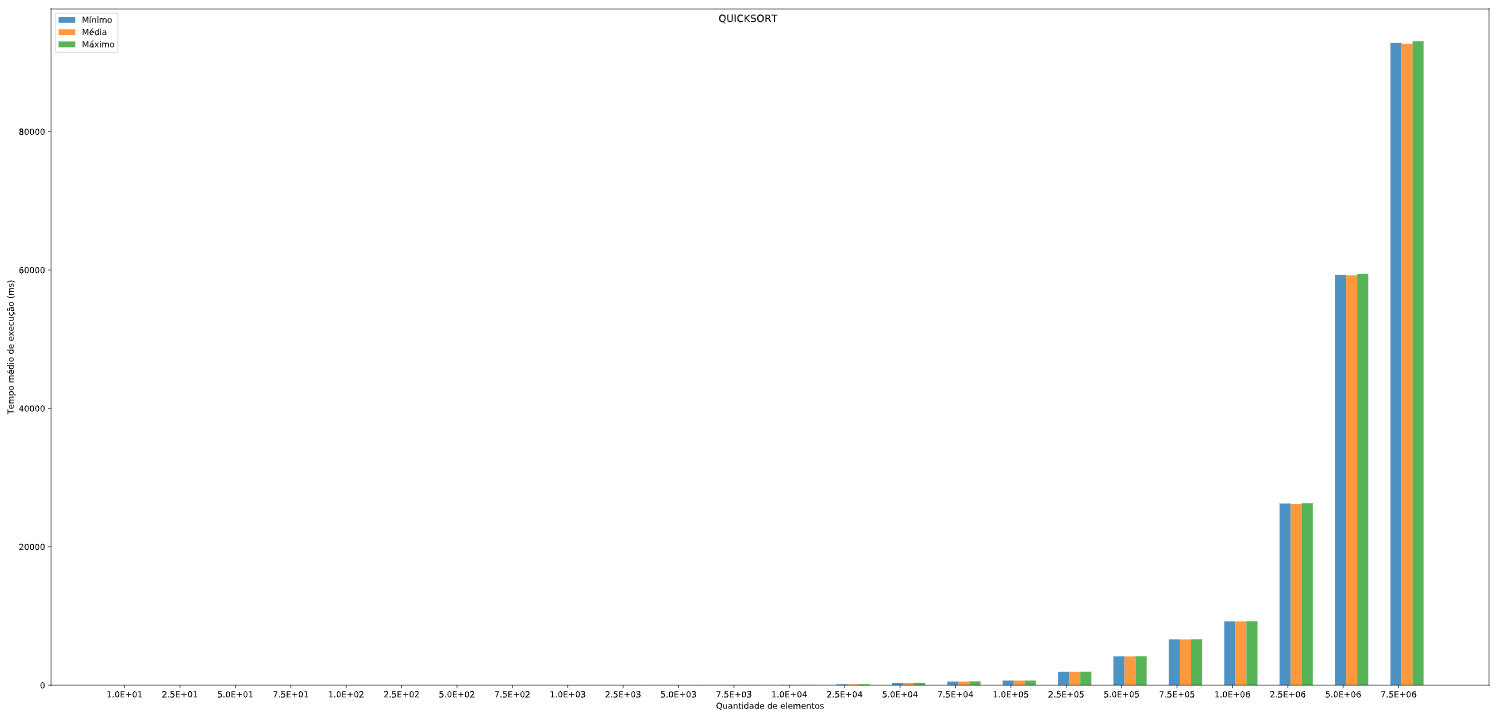 QUICKSORT
Mínimo
Média
Máximo
Tempo médio de execução (ms)
80000
60000
40000
20000
0
1.0E+01 2.5E+01 5.0E+01 7.5E+01 1.0E+02 2.5E+02 5.0E+02 7.5E+02 1.0E+03 2.5E+03 5.0E+03 7.5E+03 1.0E+04 2.5E+04 5.0E+04 7.5E+04 1.0E+05 2.5E+05 5.0E+05 7.5E+05 1.0E+06 2.5E+06 5.0E+06 7.5E+06
Quantidade de elementos